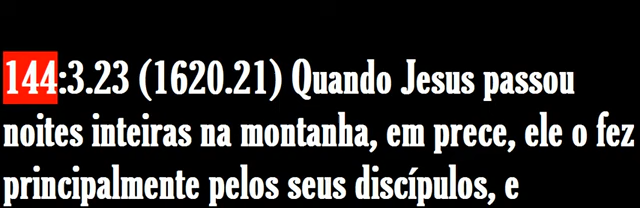 144:3.23 (1620.21) Quando Jesus passou
noites inteiras na montanha, em prece, ele o fez
principalmente pelos seus discípulos, e